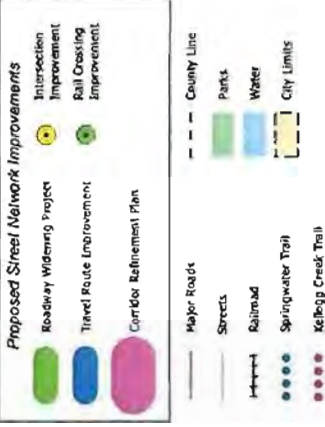 Proposed Street Network Improvements
Roadway Widening Project
Travel Route Improvement
Corridor Refinement Plan
Intersection
Improvement
Rail Crossing
Improvement
Major Roads
Streets
Railroad
Springwater Trail
Kellogg Creek Trail
County Line
Parks
Water
City Limits